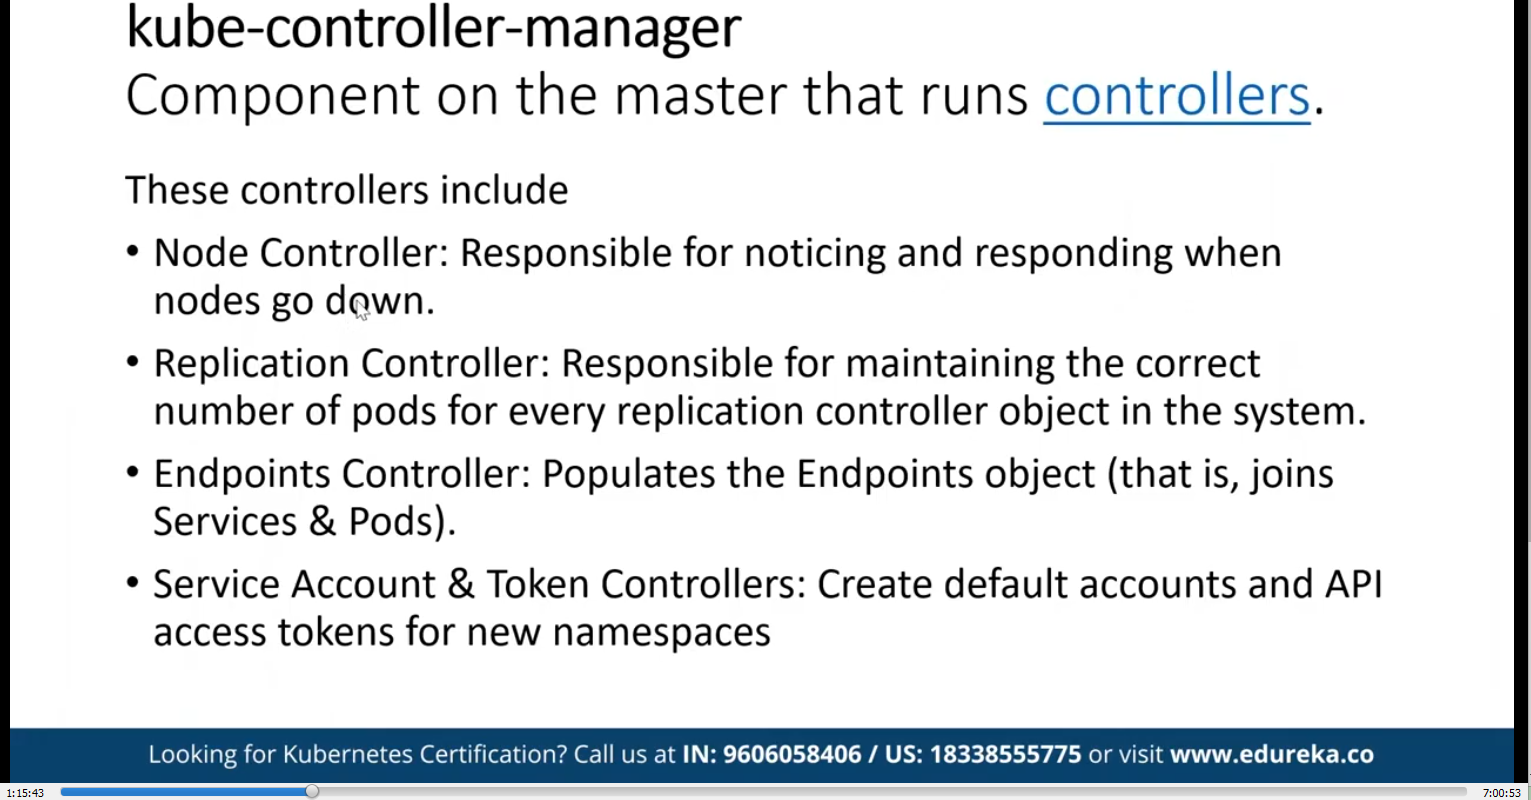 kube-controller-manager
Component on the master that runs controllers.
These controllers include
• Node Controller: Responsible for noticing and responding when
nodes go down.
• Replication Controller: Responsible for maintaining the correct
number of pods for every replication controller object in the system.
• Endpoints Controller: Populates the Endpoints object (that is, joins
Services & Pods).
• Service Account & Token Controllers: Create default accounts and API
access tokens for new namespaces
Looking for Kubernetes Certification? Call us at IN: 9606058406 / US: 18338555775 or visit www.edureka.co
1:15:43 7:00:53